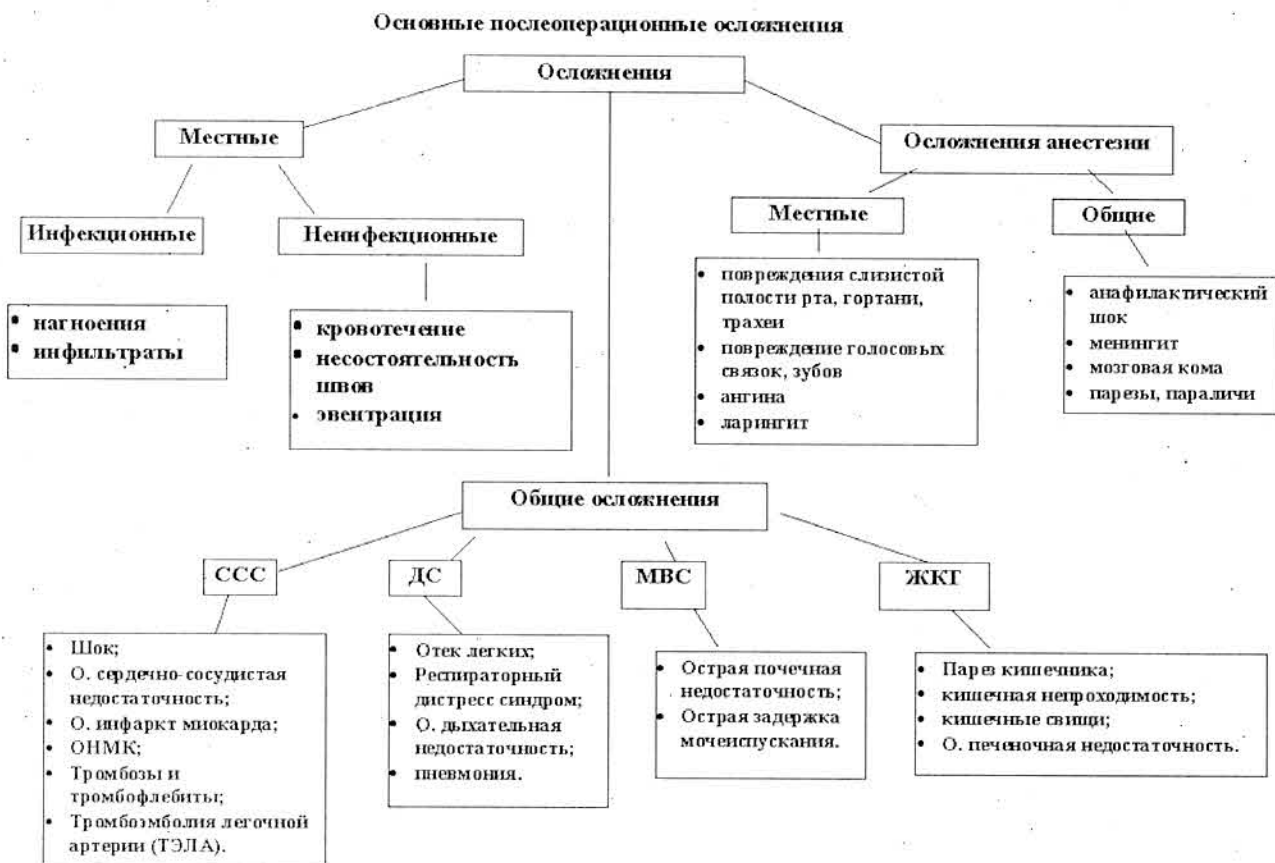 Основные послеоперационные осложнения
Осложнения
Местные
Осложнения анестезии
Инфекционные
Неинфекционные
Местные
Общие
• нагноения
• инфильтраты
• кровотечение
• несостоятельность
швов
• эвентрация
• повреждения слизистой
полости рта, гортани,
трахеи
• повреждение голосовых
связок, зубов
• ангина
• ларингит
• анафилактический
шок
• менингит
• мозговая кома
• парезы, параличи
Общие осложнения
ССС
ДС
МВС
ЖКТ
• Шок;
• О. сердечно-сосудистая
недостаточность;
• О. инфаркт миокарда;
• ОНМК;
• Тромбозы и
тромбофлебиты;
• Тромбоэмболия легочной
артерии (ТЭЛА).
• Отек легких;
• Респираторный
дистресс синдром;
• О. дыхательная
недостаточность;
• пневмония.
• Острая почечная
недостаточность;
• Острая задержка
мочеиспускания.
• Парез кишечника;
• кишечная непроходимость;
• кишечные свищи;
• О. печеночная недостаточность.